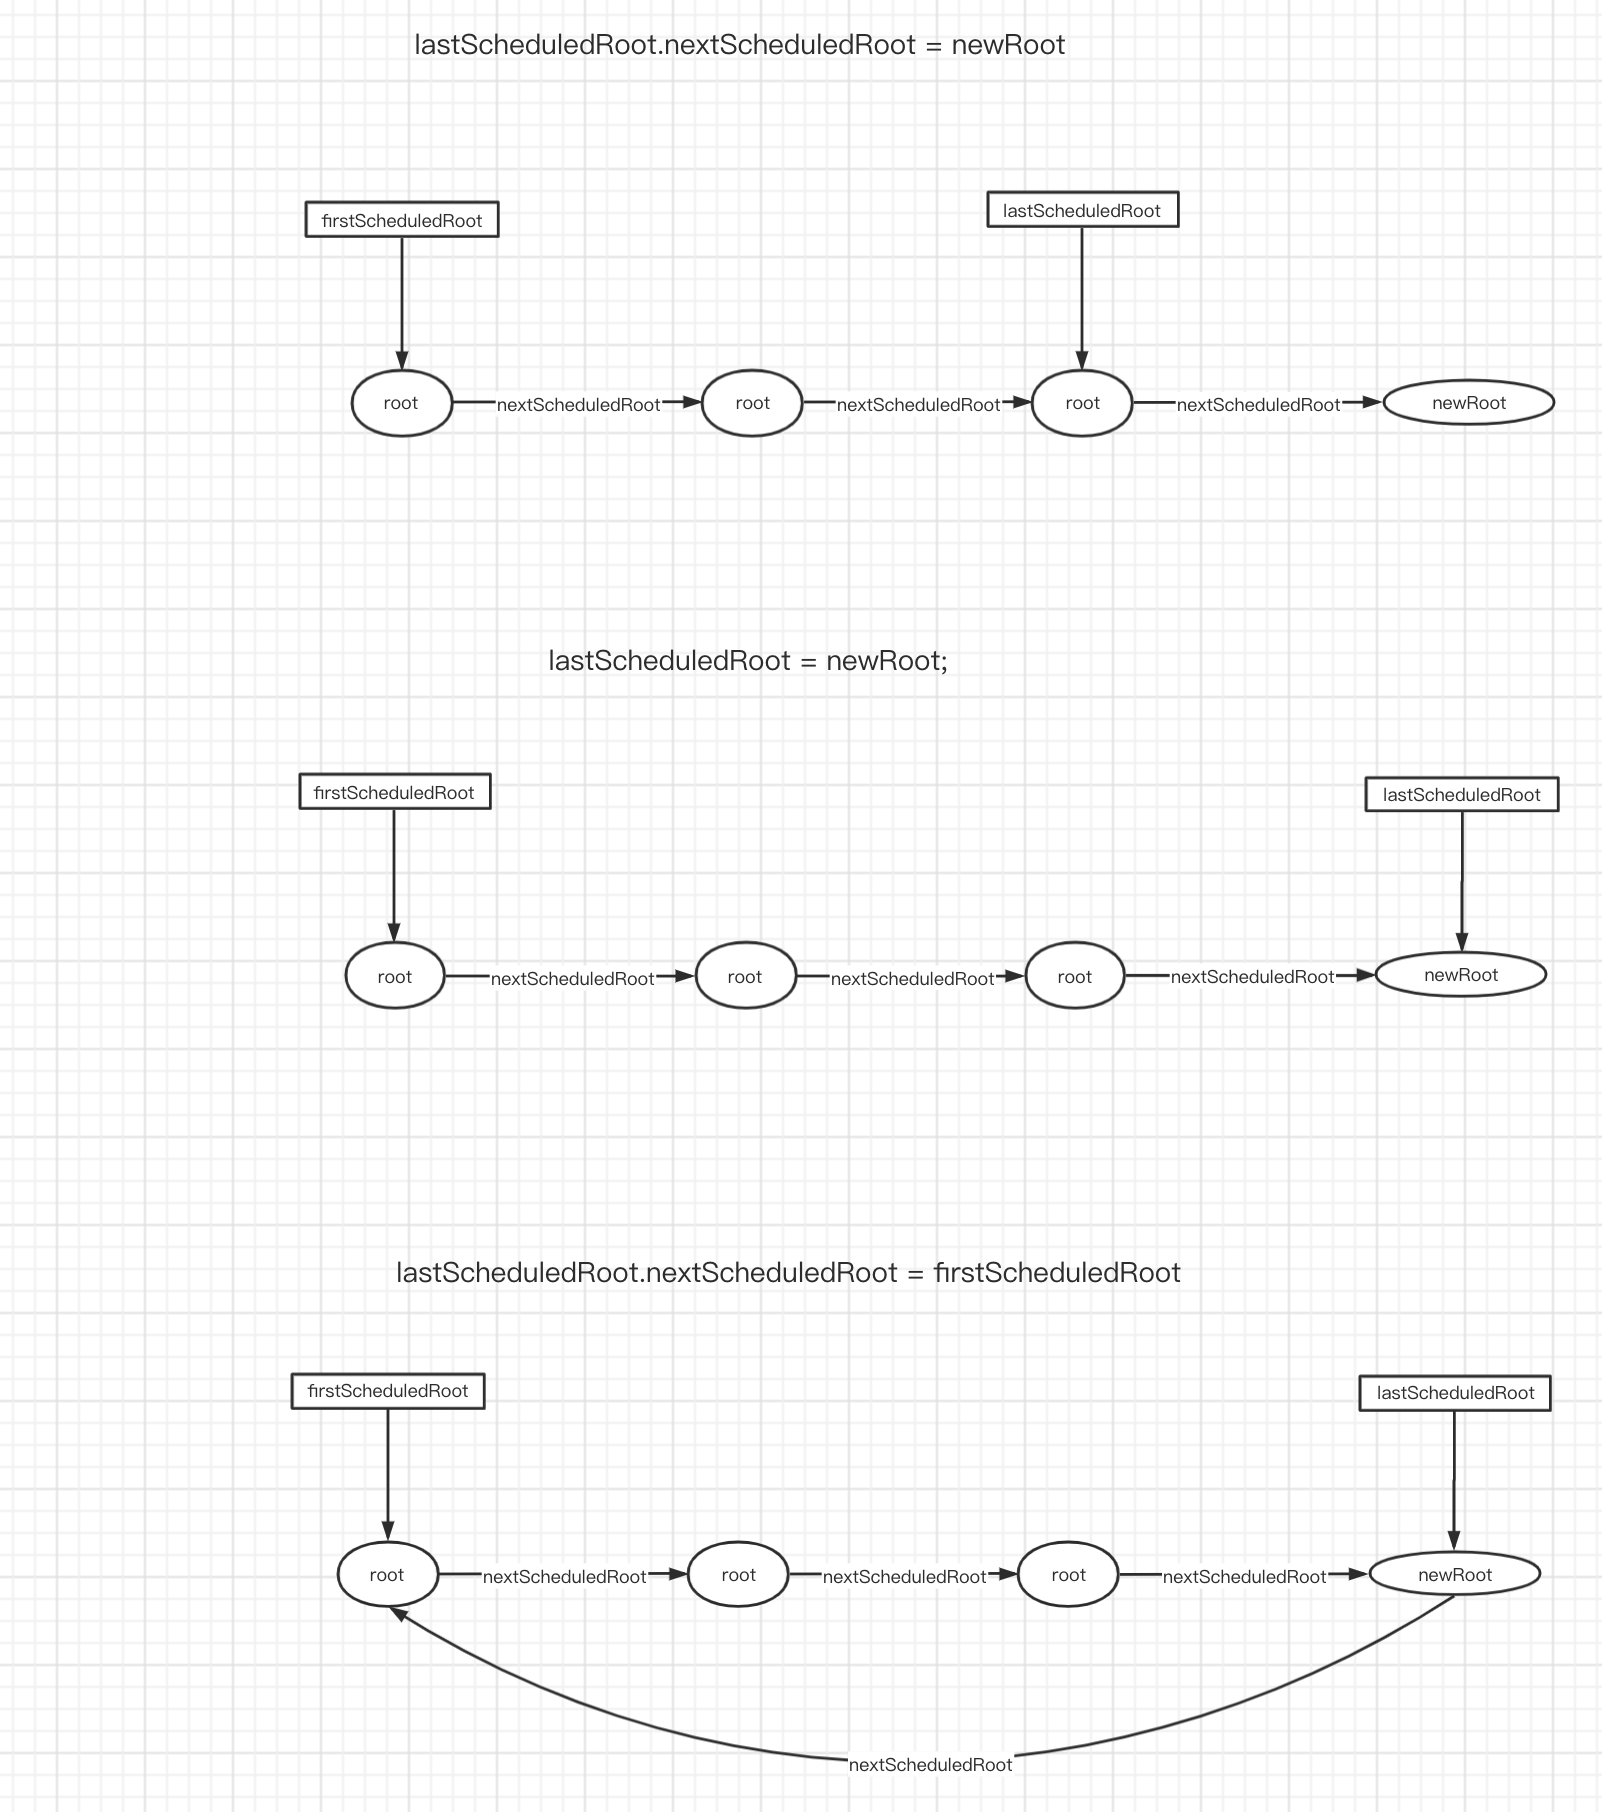 lastScheduledRoot.nextScheduledRoot = newRoot
firstScheduledRoot
lastScheduledRoot
root
nextScheduledRoot
root
nextScheduledRoot
root
nextScheduledRoot
newRoot
lastScheduledRoot = newRoot;
firstScheduledRoot
lastScheduledRoot
root
nextScheduledRoot
root
nextScheduledRoot
root
nextScheduledRoot
newRoot
lastScheduledRoot.nextScheduledRoot = firstScheduledRoot
firstScheduledRoot
lastScheduledRoot
root
nextScheduledRoot
root
nextScheduledRoot
root
nextScheduledRoot
newRoot
nextScheduledRoot